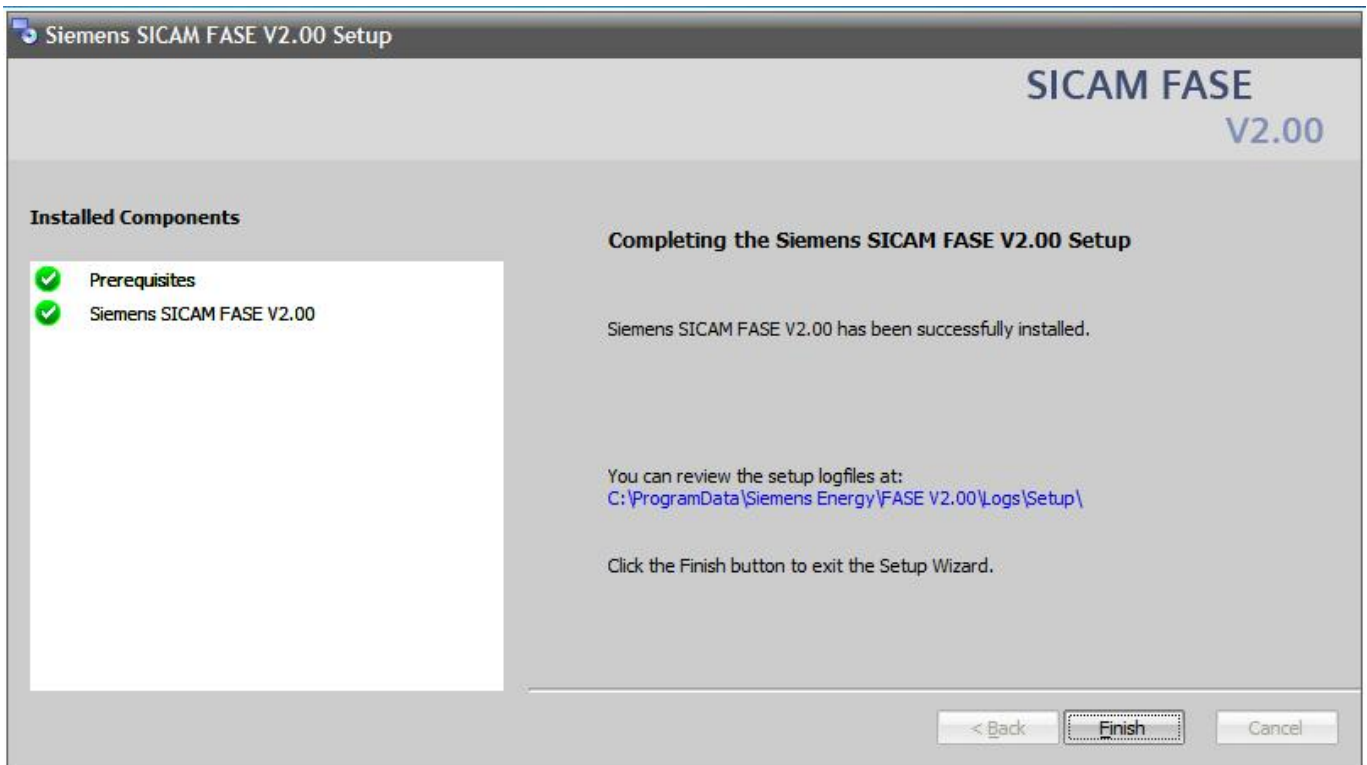 Siemens SICAM FASE V2.00 Setup
SICAM FASE
V2.00
Installed Components
Prerequisites
Siemens SICAM FASE V2.00
Completing the Siemens SICAM FASE V2.00 Setup
Siemens SICAM FASE V2.00 has been successfully installed.
You can review the setup logfiles at:
C:\ProgramData\Siemens Energy\FASE V2.00\Logs\Setup\
Click the Finish button to exit the Setup Wizard.
< Back
Finish
Cancel